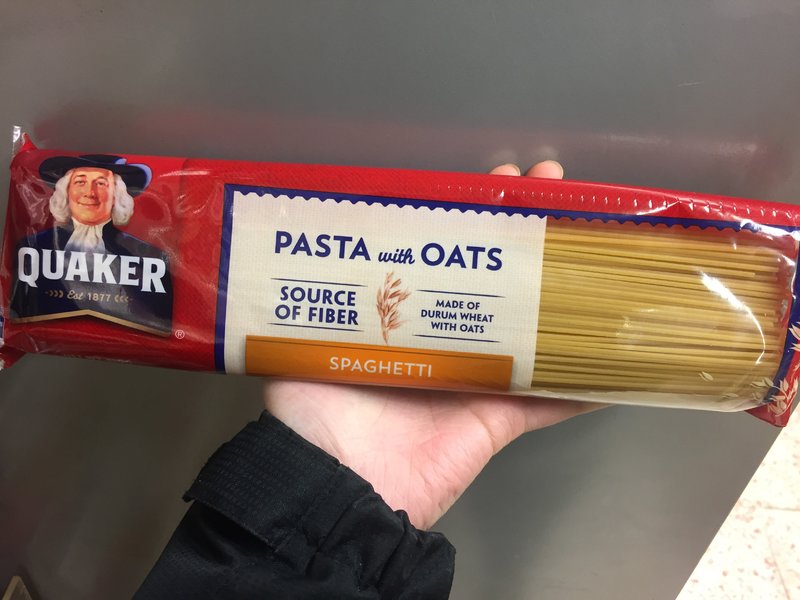 QUAKER
Est 1877
®
PASTA with OATS
SOURCE
OF FIBER
MADE OF
DURUM WHEAT
WITH OATS
SPAGHETTI